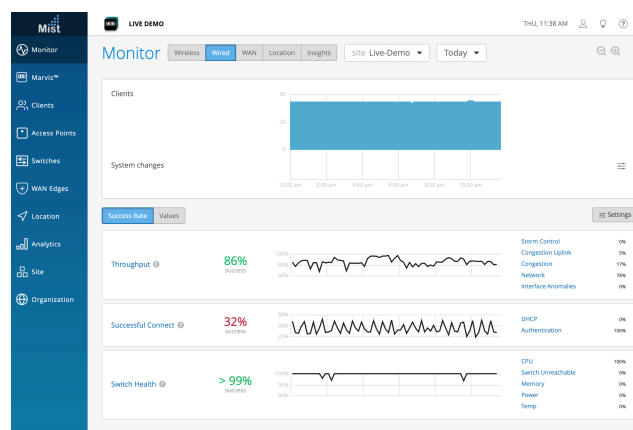 Mist
LIVE DEMO
THU, 11:38 AM
Monitor
Marvis™
Clients
Access Points
Switches
WAN Edges
Location
Analytics
Site
Organization
Monitor
Wireless Wired WAN Location Insights
site Live-Demo
Today
Clients
50
25
0
System changes
12:00 am 2:00 am 4:00 am 6:00 am 8:00 am 10:00 am
Success Rate Values
Settings
Throughput
86%
success
100%
80%
60%
Storm Control 0%
Congestion Uplink 5%
Congestion 17%
Network 78%
Interface Anomalies 0%
Successful Connect
32%
success
20%
DHCP 0%
Authentication 100%
Switch Health
> 99%
success
100%
95%
90%
CPU 100%
Switch Unreachable 0%
Memory 0%
Power 0%
Temp 0%